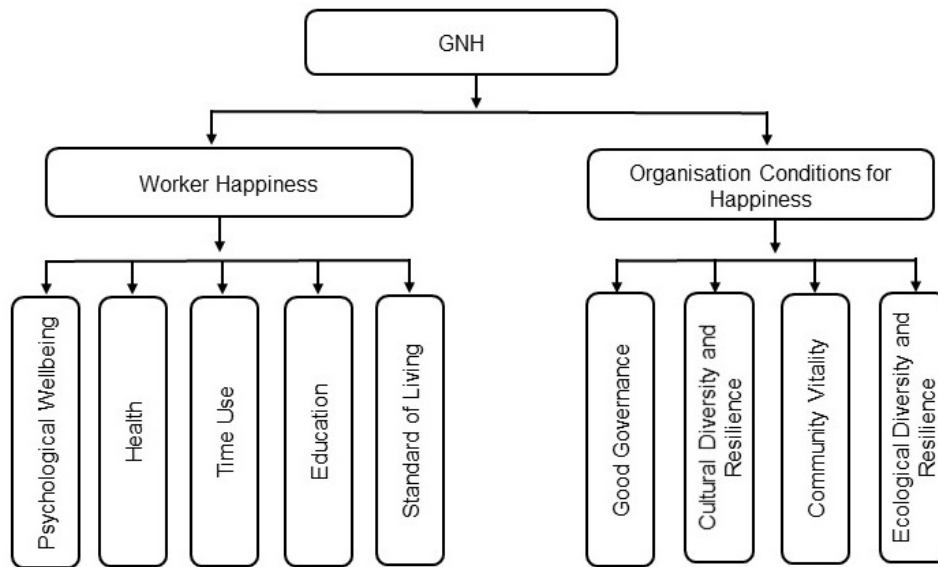 GNH
Worker Happiness
Organisation Conditions for
Happiness
Psychological Wellbeing
Health
Time Use
Education
Standard of Living
Good Governance
Cultural Diversity and
Resilience
Community Vitality
Ecological Diversity and
Resilience